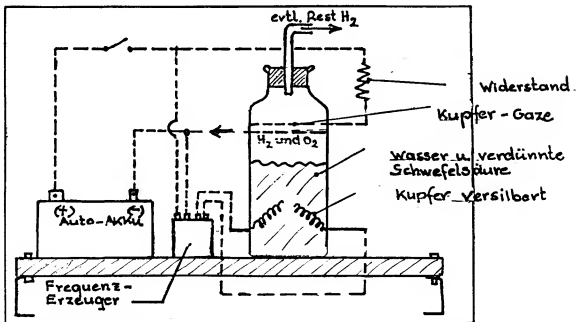 evtl. Rest H2
Widerstand
Kupfer-Gaze
H2 und O2
Wasser u. verdünnte
Schwefelsäure
Kupfer versilbert
(+) (-)
Auto-Akku
Frequenz-
Erzeuger